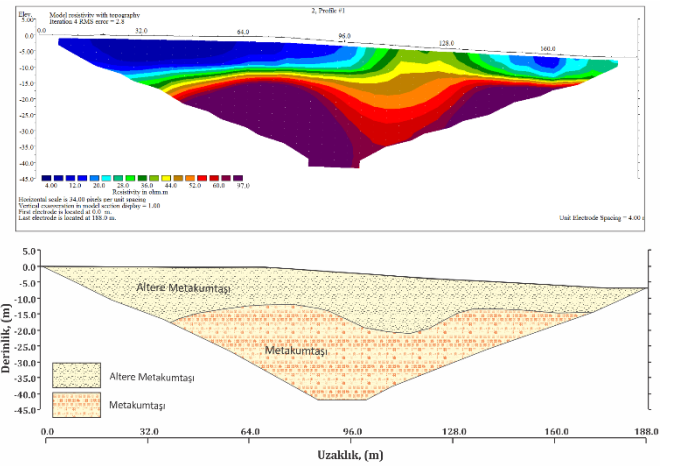 2, Profile #1
Elev. Model resistivity with topography
5.00 Iteration 4 RMS error = 2.8
0.0 0.0 32.0 64.0 96.0 128.0 160.0
-5.0
-10.0
-15.0
-20.0
-25.0
-30.0
-35.0
-40.0
-45.0
4.00 12.0 20.0 28.0 36.0 44.0 52.0 60.0 97.0
Resistivity in ohm.m
Horizontal scale is 34.00 pixels per unit spacing
Vertical exaggeration in model section display = 1.00
First electrode is located at 0.0 m.
Last electrode is located at 188.0 m.
Unit Electrode Spacing = 4.00
5.0
0.0
-5.0
-10.0
-15.0
-20.0
-25.0
-30.0
-35.0
-40.0
-45.0
Derinlik, (m)
Altere Metakumtaşı
Metakumtaşı
Altere Metakumtaşı
Metakumtaşı
0.0 32.0 64.0 96.0 128.0 160.0 188.0
Uzaklık, (m)